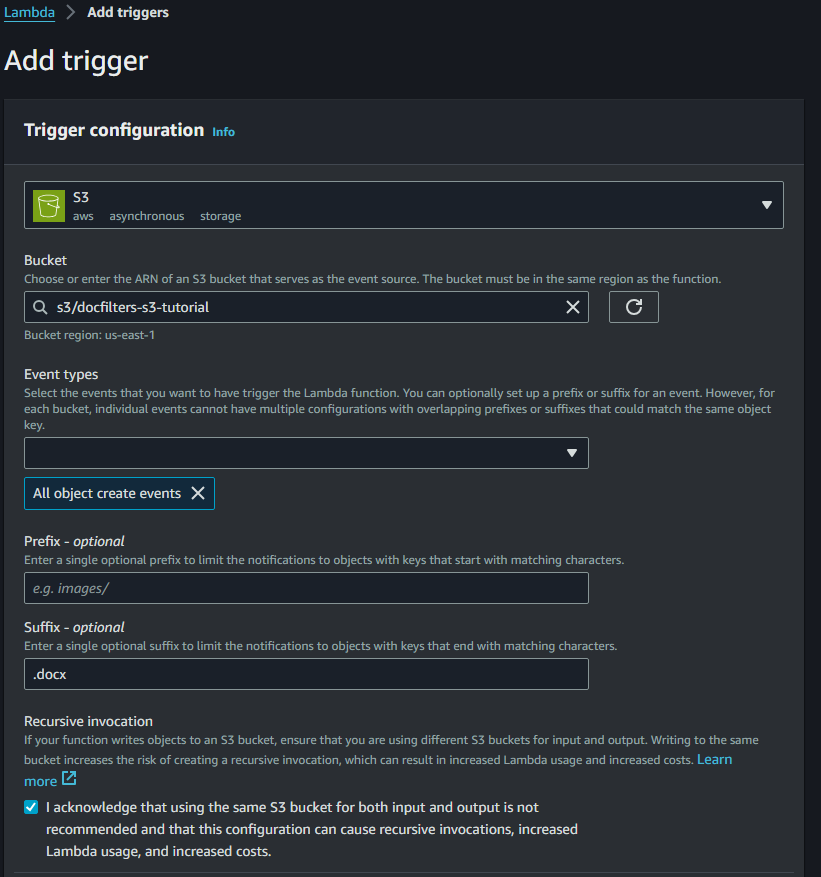 Lambda > Add triggers
Add trigger
Trigger configuration Info
S3
aws asynchronous storage
Bucket
Choose or enter the ARN of an S3 bucket that serves as the event source. The bucket must be in the same region as the function.
s3/docfilters-s3-tutorial
Bucket region: us-east-1
Event types
Select the events that you want to have trigger the Lambda function. You can optionally set up a prefix or suffix for an event. However, for
each bucket, individual events cannot have multiple configurations with overlapping prefixes or suffixes that could match the same object
key.
All object create events
Prefix - optional
Enter a single optional prefix to limit the notifications to objects with keys that start with matching characters.
e.g. images/
Suffix - optional
Enter a single optional suffix to limit the notifications to objects with keys that end with matching characters.
.docx
Recursive invocation
If your function writes objects to an S3 bucket, ensure that you are using different S3 buckets for input and output. Writing to the same
bucket increases the risk of creating a recursive invocation, which can result in increased Lambda usage and increased costs. Learn
more
I acknowledge that using the same S3 bucket for both input and output is not
recommended and that this configuration can cause recursive invocations, increased
Lambda usage, and increased costs.